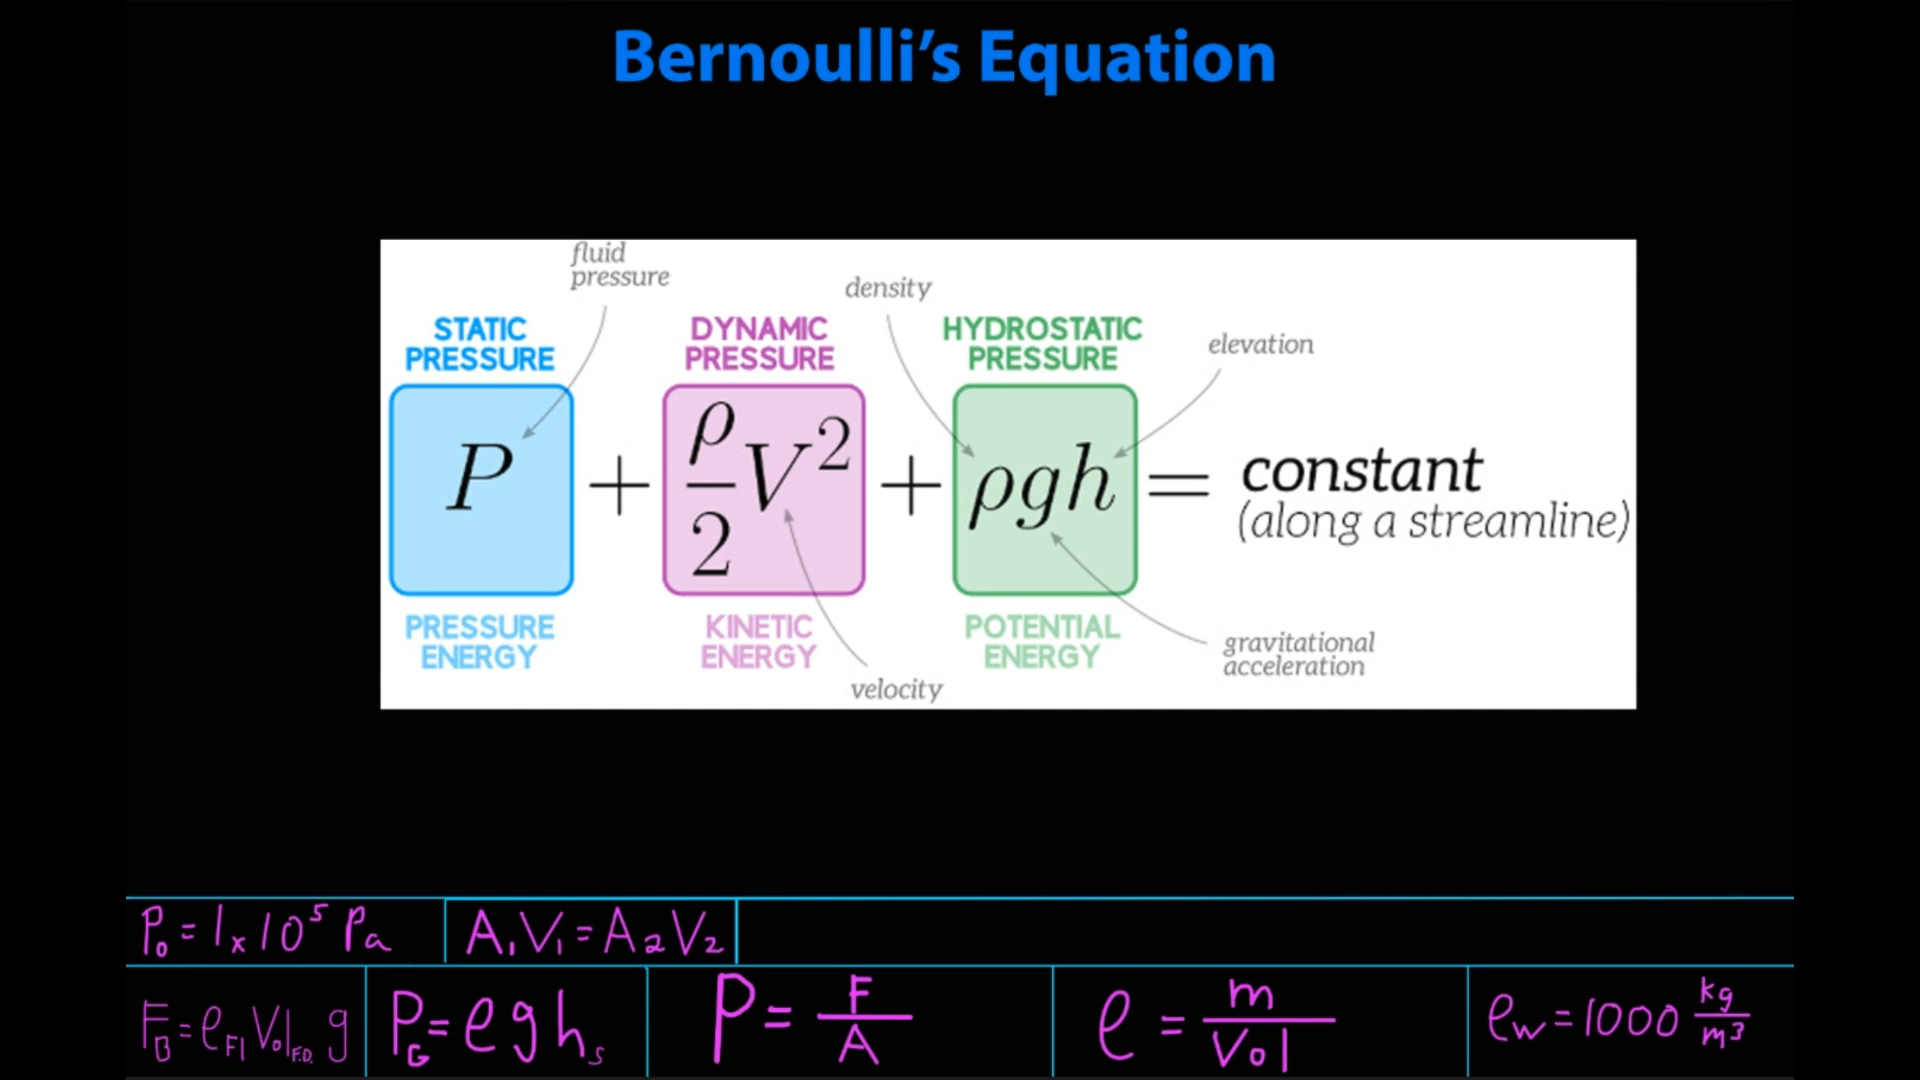 Bernoulli's Equation
fluid
pressure
density
STATIC
PRESSURE
DYNAMIC
PRESSURE
HYDROSTATIC
PRESSURE
elevation
P + ρ/2 V² + ρgh = constant
(along a streamline)
PRESSURE
ENERGY
KINETIC
ENERGY
POTENTIAL
ENERGY
gravitational
acceleration
velocity
P₀ = 1x10⁵ Pa
A₁V₁ = A₂V₂
F_B = ρ_Fl Vol_F.D. g
P_G = ρghₛ
P = F/A
ρ = m/Vol
ρ_w = 1000 kg/m³